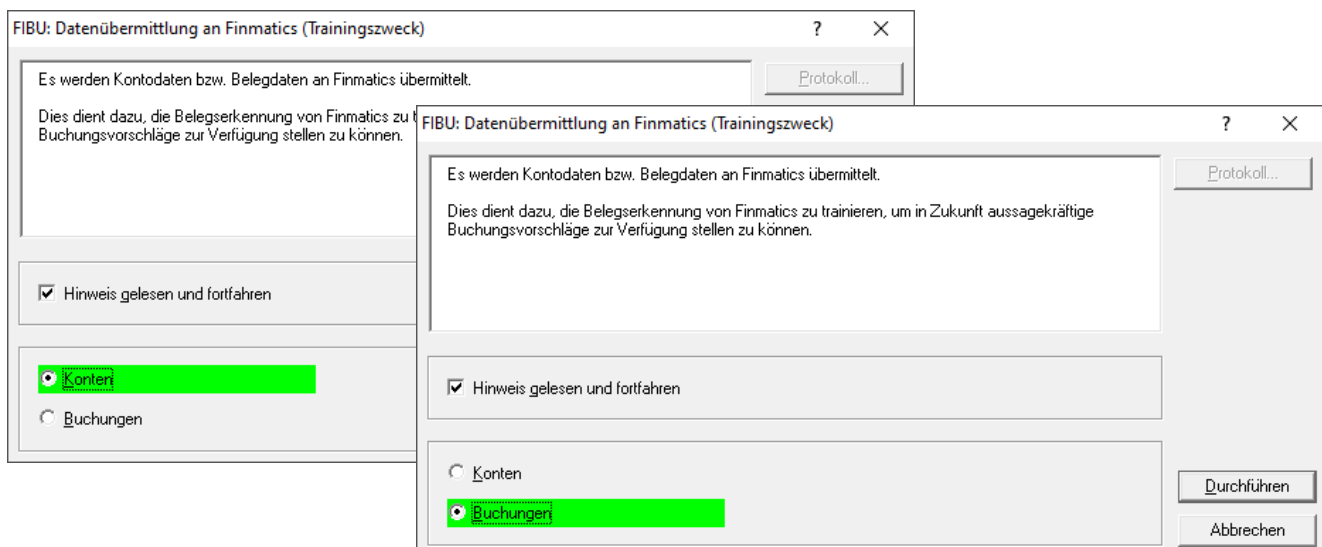 FIBU: Datenübermittlung an Finmatics (Trainingszweck)
?
Es werden Kontodaten bzw. Belegdaten an Finmatics übermittelt.
Protokoll...
Dies dient dazu, die Belegserkennung von Finmatics zu
Buchungsvorschläge zur Verfügung stellen zu können.
Hinweis gelesen und fortfahren
Konten
Buchungen
FIBU: Datenübermittlung an Finmatics (Trainingszweck)
?
Es werden Kontodaten bzw. Belegdaten an Finmatics übermittelt.
Protokoll...
Dies dient dazu, die Belegserkennung von Finmatics zu trainieren, um in Zukunft aussagekräftige
Buchungsvorschläge zur Verfügung stellen zu können.
Hinweis gelesen und fortfahren
Konten
Buchungen
Durchführen
Abbrechen